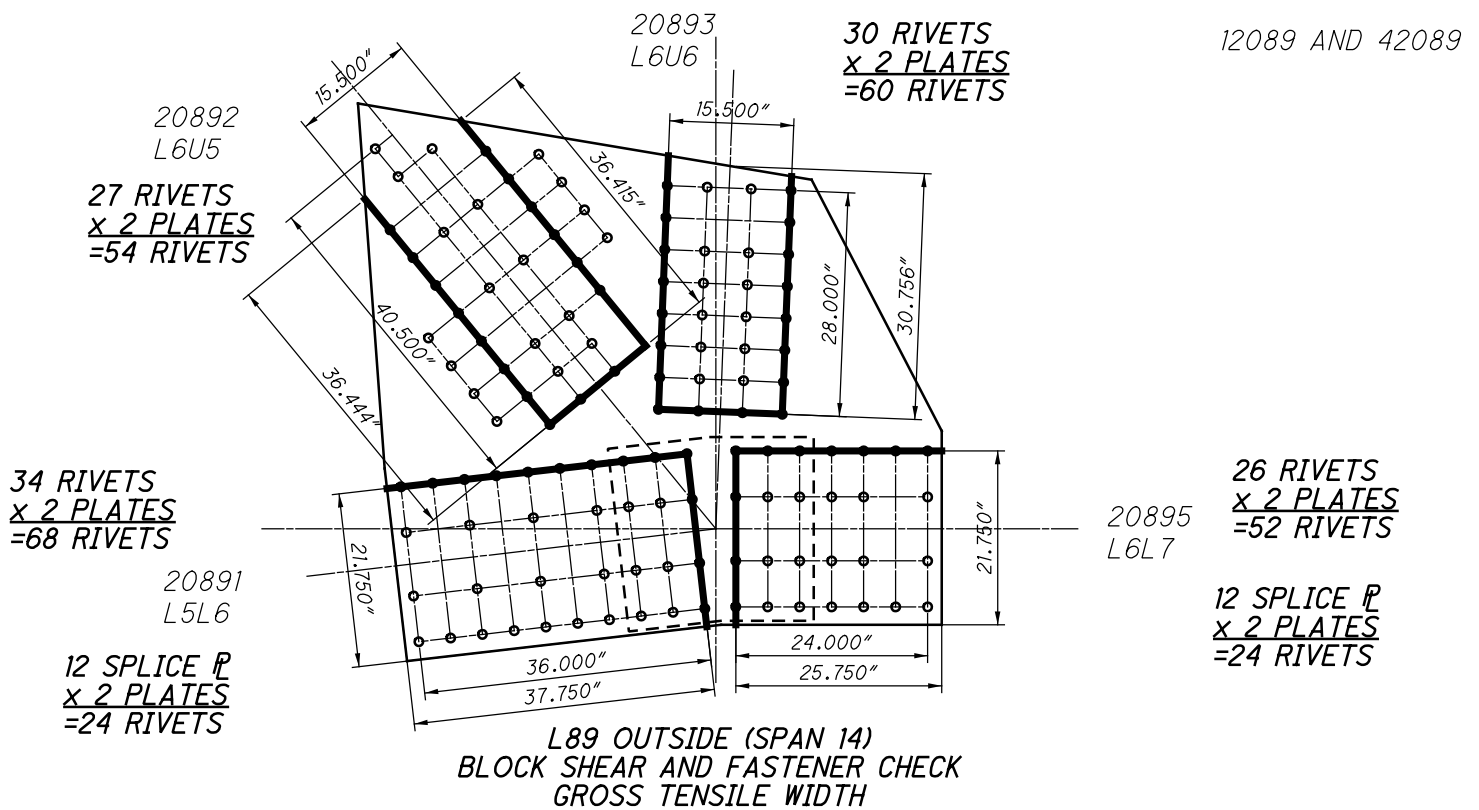 20893
L6U6
30 RIVETS
x 2 PLATES
=60 RIVETS
12089 AND 42089
20892
L6U5
27 RIVETS
x 2 PLATES
=54 RIVETS
15.500"
36.415"
40.500"
36.444"
15.500"
28.000"
30.756"
34 RIVETS
x 2 PLATES
=68 RIVETS
20891
L5L6
12 SPLICE ⅊
x 2 PLATES
=24 RIVETS
21.750"
36.000"
37.750"
21.750"
24.000"
25.750"
20895
L6L7
26 RIVETS
x 2 PLATES
=52 RIVETS
12 SPLICE ⅊
x 2 PLATES
=24 RIVETS
L89 OUTSIDE (SPAN 14)
BLOCK SHEAR AND FASTENER CHECK
GROSS TENSILE WIDTH